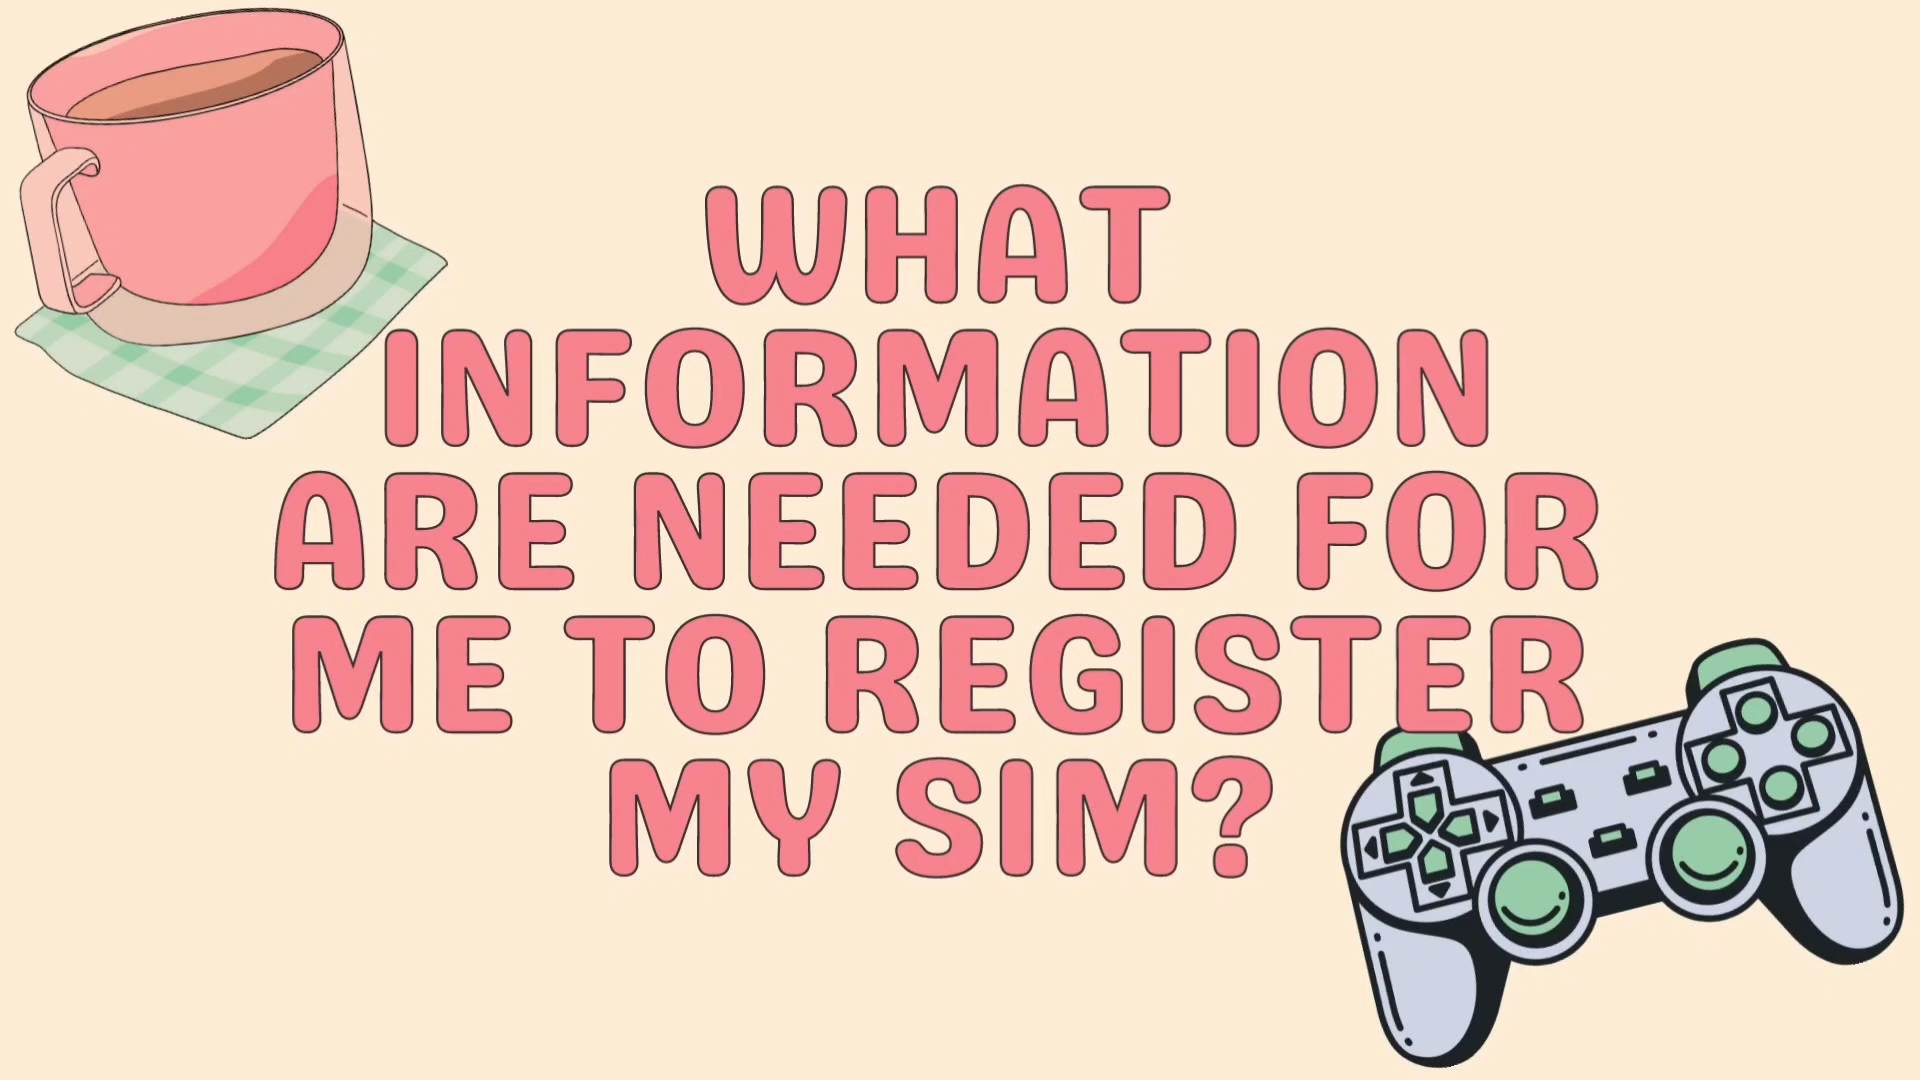 WHAT
INFORMATION
ARE NEEDED FOR
ME TO REGISTER
MY SIM?